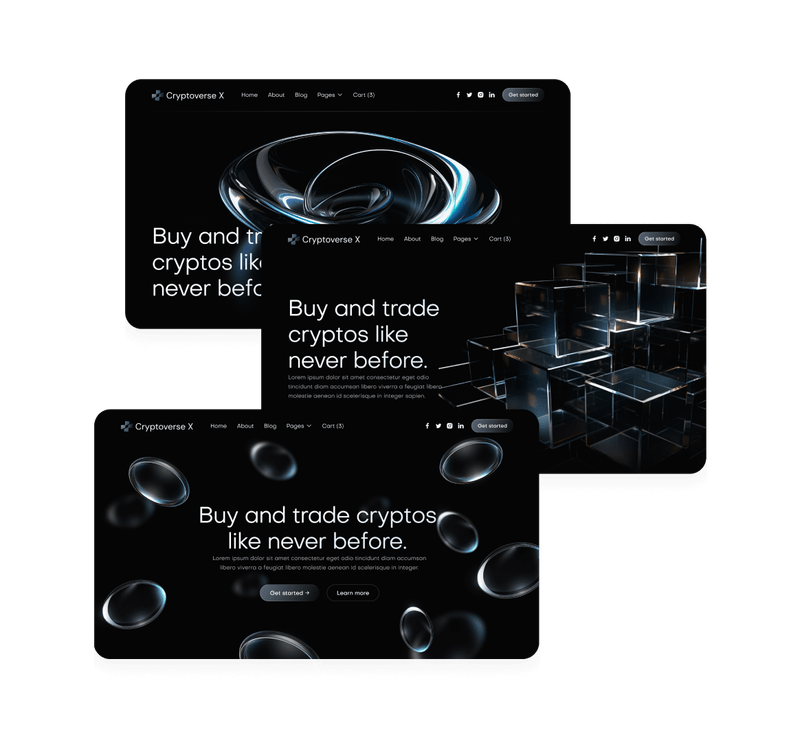 Cryptoverse X Home About Blog Pages Cart (3) Get started
Buy and tr
cryptos lik
never befo
Cryptoverse X Home About Blog Pages Cart (3) Get started
Buy and trade
cryptos like
never before.
Lorem ipsum dolor sit amet consectetur eget odio
tincidunt diam accumsan libero viverra a feugiat libero
molestie aenean id scelerisque in integer sapien.
Cryptoverse X Home About Blog Pages Cart (3) Get started
Buy and trade cryptos
like never before.
Lorem ipsum dolor sit amet consectetur eget odio tincidunt diam accumsan
libero viverra a feugiat libero molestie aenean id scelerisque in integer.
Get started → Learn more